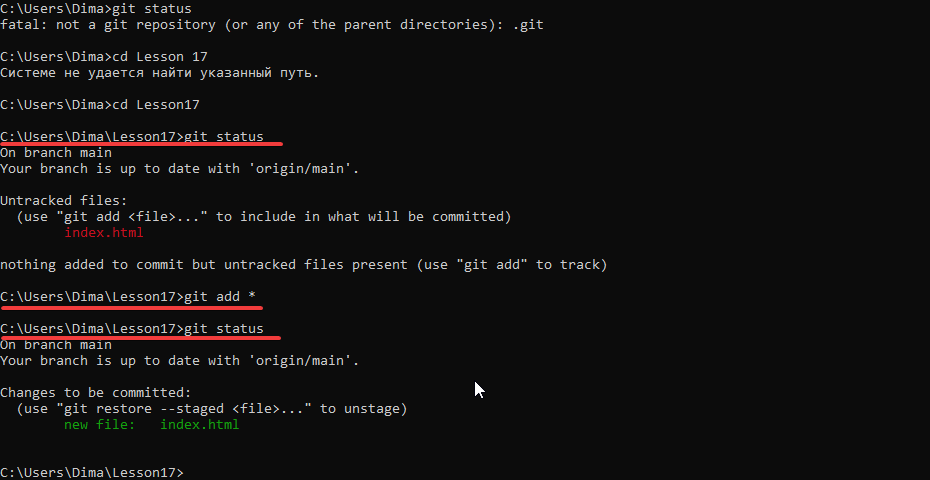 C:\Users\Dima>git status
fatal: not a git repository (or any of the parent directories): .git
C:\Users\Dima>cd Lesson 17
Системе не удается найти указанный путь.
C:\Users\Dima>cd Lesson17
C:\Users\Dima\Lesson17>git status
On branch main
Your branch is up to date with 'origin/main'.
Untracked files:
  (use "git add <file>..." to include in what will be committed)
        index.html
nothing added to commit but untracked files present (use "git add" to track)
C:\Users\Dima\Lesson17>git add *
C:\Users\Dima\Lesson17>git status
On branch main
Your branch is up to date with 'origin/main'.
Changes to be committed:
  (use "git restore --staged <file>..." to unstage)
        new file:   index.html
C:\Users\Dima\Lesson17>